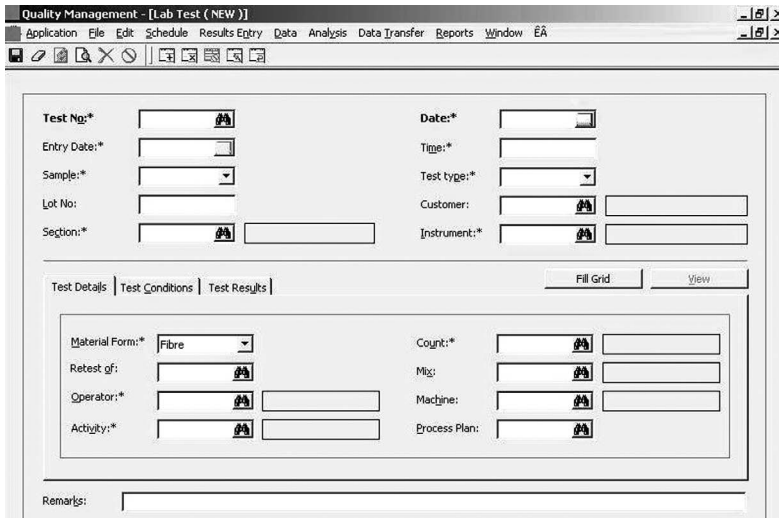 Quality Management - [Lab Test ( NEW )]
Application File Edit Schedule Results Entry Data Analysis Data Transfer Reports Window ÊÂ
Test No:* Date:*
Entry Date:* Time:*
Sample:* Test type:*
Lot No: Customer:
Section:* Instrument:*
Test Details Test Conditions Test Results Fill Grid View
Material Form:* Fibre Count:*
Retest of: Mix:
Operator:* Machine:
Activity:* Process Plan:
Remarks: